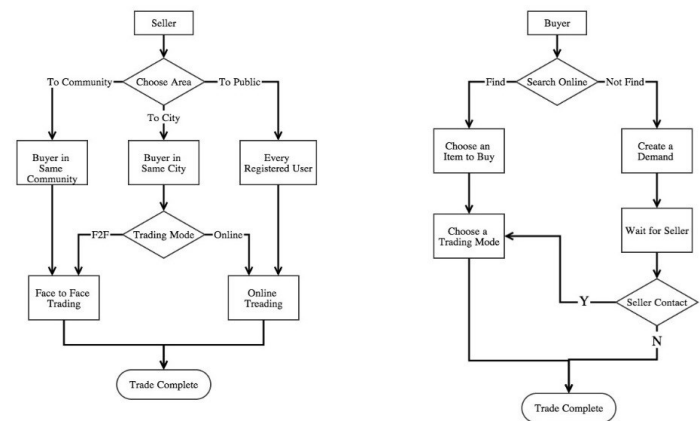 Seller
Choose Area
To Community
To Public
To City
Buyer in
Same
Community
Buyer in
Same City
Every
Registered User
F2F
Trading Mode
Online
Face to Face
Trading
Online
Treading
Trade Complete
Buyer
Find
Search Online
Not Find
Choose an
Item to Buy
Create a
Demand
Choose a
Trading Mode
Wait for Seller
Y
Seller Contact
N
Trade Complete